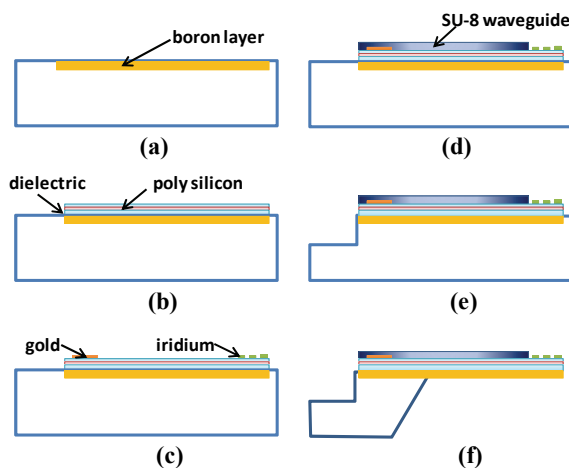 boron layer
(a)
dielectric
poly silicon
(b)
gold
iridium
(c)
SU-8 waveguide
(d)
(e)
(f)